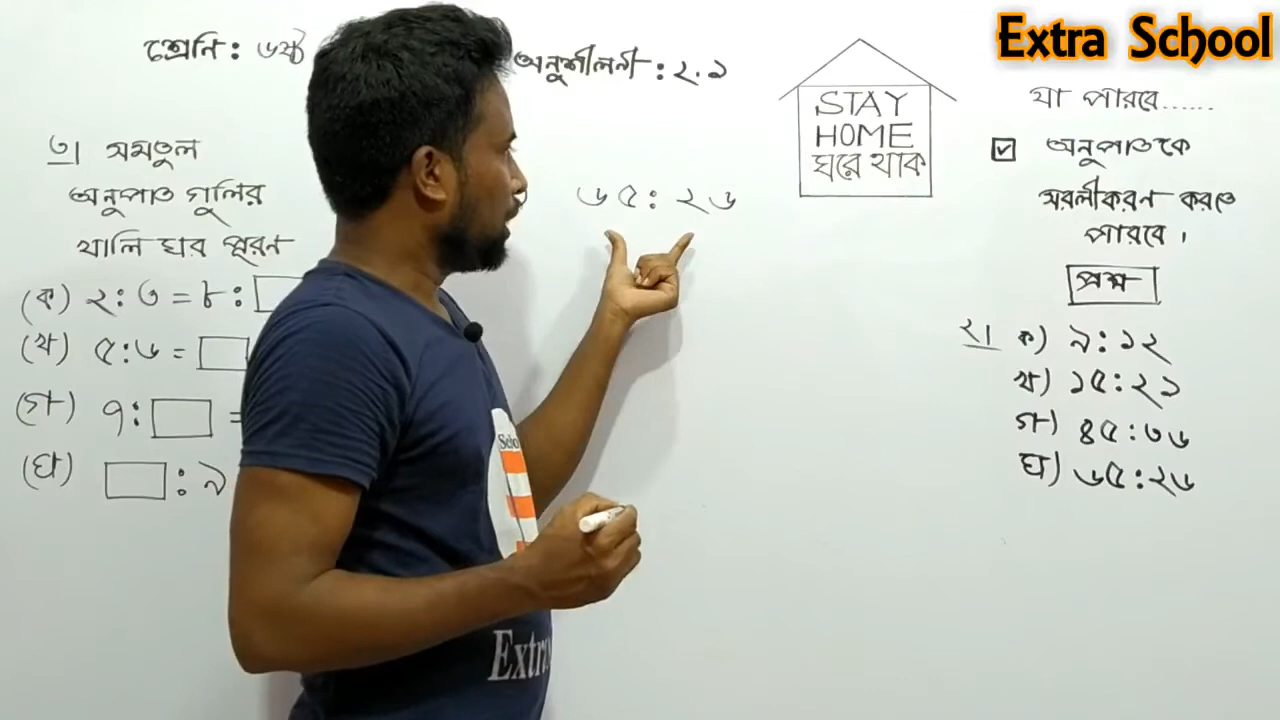 Extra School
শ্রেনি : ৬ষ্ঠ
অনুশীলনী : ২.১
৩। সমতুল
অনুপাত গুলির
খালি ঘর পূরণ
(ক) ২ : ৩ = ৮ :
(খ) ৫ : ৬ =
(গ) ৭ : =
(ঘ) : ৯
৬৫ : ২৬
STAY
HOME
ঘরে থাক
যা পারবে......
অনুপাতকে
সরলীকরণ করতে
পারবে।
প্রশ্ন
২। ক) ৯ : ১২
খ) ১৫ : ২১
গ) ৪৫ : ৩৬
ঘ) ৬৫ : ২৬
Extra